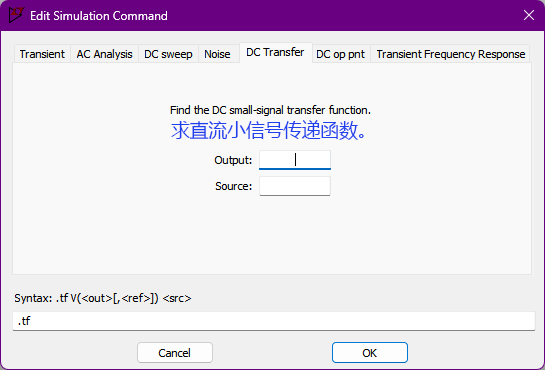 Edit Simulation Command
Transient AC Analysis DC sweep Noise DC Transfer DC op pnt Transient Frequency Response
Find the DC small-signal transfer function.
求直流小信号传递函数。
Output:
Source:
Syntax: .tf V(<out>[,<ref>]) <src>
.tf
Cancel OK